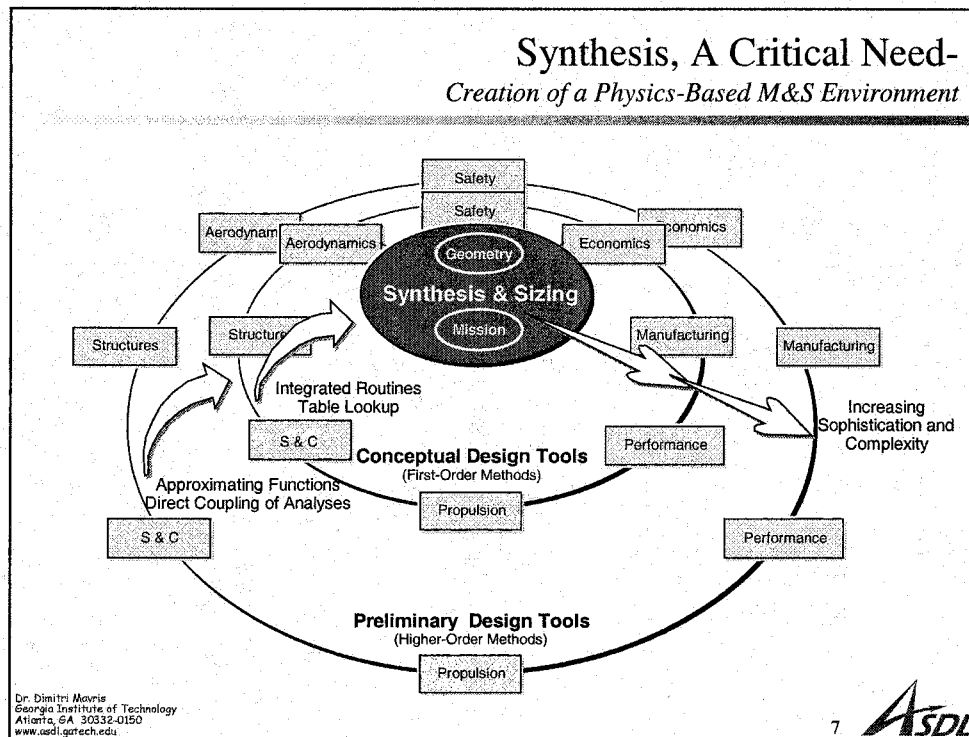 Synthesis, A Critical Need-
Creation of a Physics-Based M&S Environment
Safety
Safety
Aerodynam
Aerodynamics
Economics
conomics
Geometry
Synthesis & Sizing
Mission
Structures
Structure
Manufacturing
Manufacturing
Integrated Routines
Table Lookup
Increasing
Sophistication and
Complexity
S & C
Conceptual Design Tools
(First-Order Methods)
Performance
Approximating Functions
Direct Coupling of Analyses
Propulsion
S & C
Performance
Preliminary Design Tools
(Higher-Order Methods)
Propulsion
Dr. Dimitri Mavris
Georgia Institute of Technology
Atlanta, GA 30332-0150
www.asdl.gatech.edu
7
ASDL